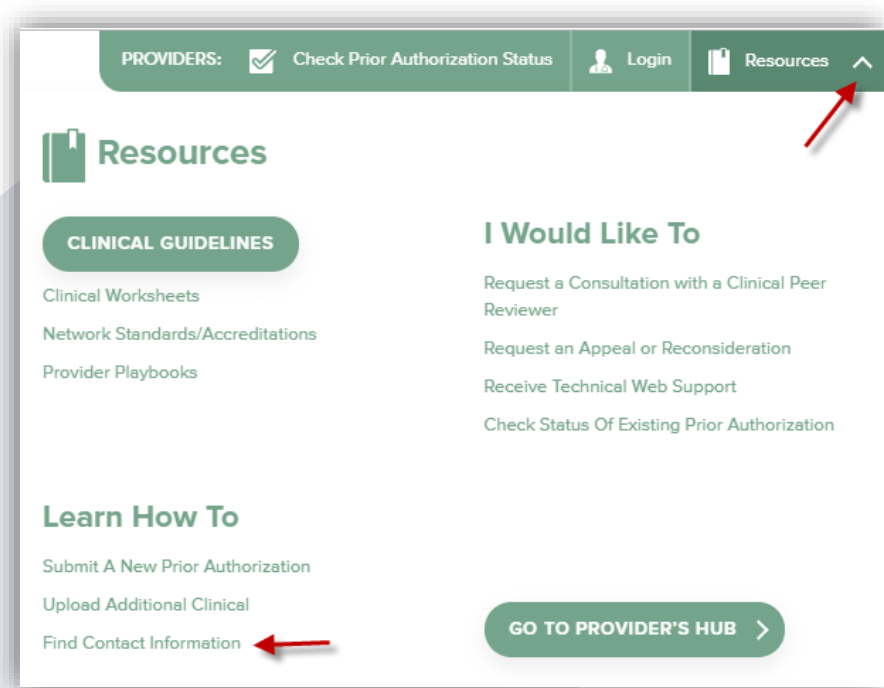 PROVIDERS: Check Prior Authorization Status Login Resources
Resources
CLINICAL GUIDELINES
Clinical Worksheets
Network Standards/Accreditations
Provider Playbooks
I Would Like To
Request a Consultation with a Clinical Peer
Reviewer
Request an Appeal or Reconsideration
Receive Technical Web Support
Check Status Of Existing Prior Authorization
Learn How To
Submit A New Prior Authorization
Upload Additional Clinical
Find Contact Information
GO TO PROVIDER'S HUB